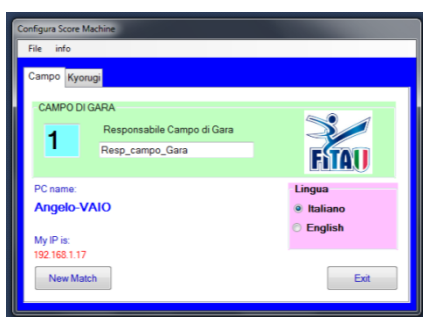 Configura Score Machine
File info
Campo Kyorugi
CAMPO DI GARA
1
Responsabile Campo di Gara
Resp_campo_Gara
FITAU
PC name:
Angelo-VAIO
My IP is:
192.168.1.17
Lingua
Italiano
English
New Match
Exit